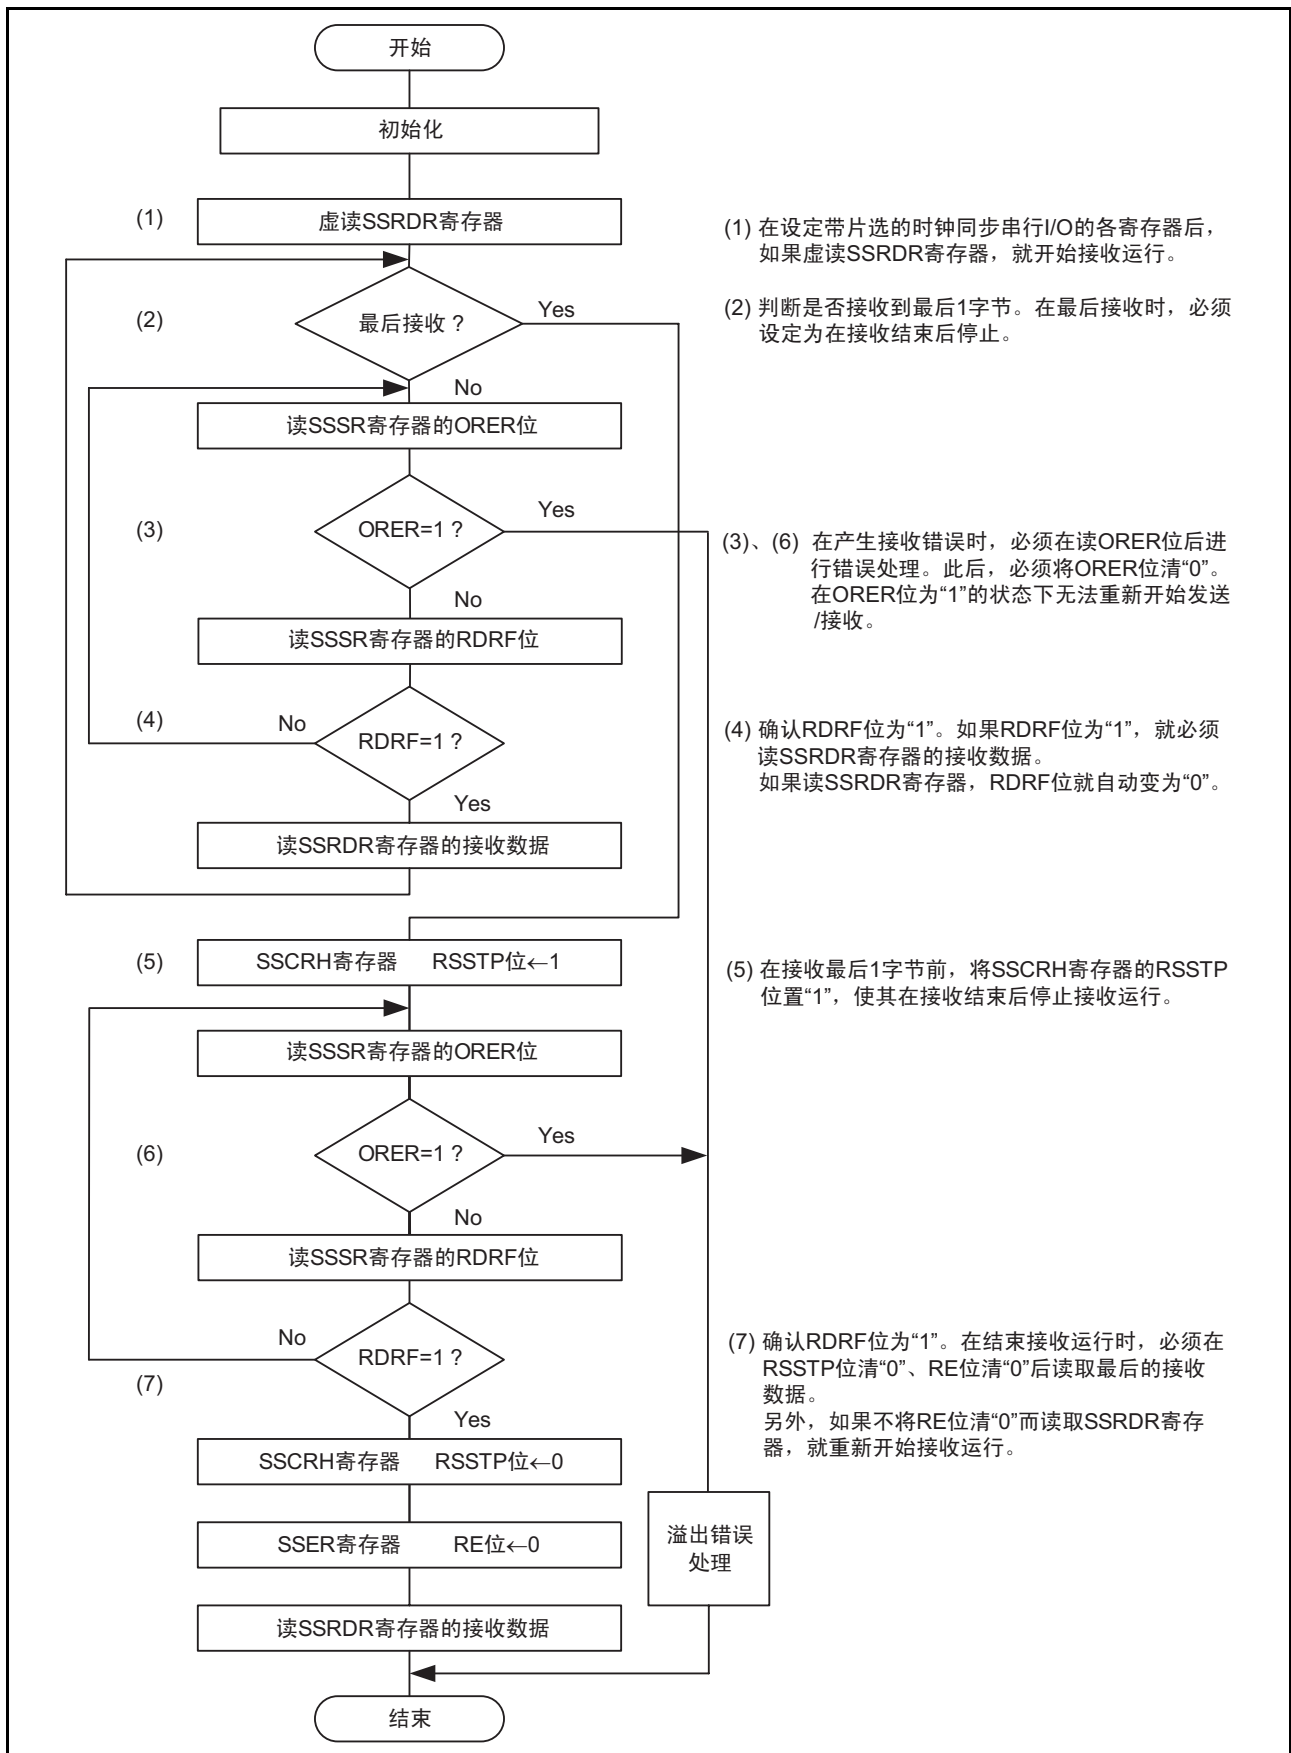 开始
初始化
(1)
虚读SSRDR寄存器
(1) 在设定带片选的时钟同步串行I/O的各寄存器后，
如果虚读SSRDR寄存器，就开始接收运行。
(2)
最后接收？
Yes
(2) 判断是否接收到最后1字节。在最后接收时，必须
设定为在接收结束后停止。
No
读SSSR寄存器的ORER位
(3)
ORER=1？
Yes
(3)、(6) 在产生接收错误时，必须在读ORER位后进
行错误处理。此后，必须将ORER位清“0”。
在ORER位为“1”的状态下无法重新开始发送
/接收。
No
读SSSR寄存器的RDRF位
(4)
No
RDRF=1？
(4) 确认RDRF位为“1”。如果RDRF位为“1”，就必须
读SSRDR寄存器的接收数据。
如果读SSRDR寄存器，RDRF位就自动变为“0”。
Yes
读SSRDR寄存器的接收数据
(5)
SSCRH寄存器 RSSTP位←1
(5) 在接收最后1字节前，将SSCRH寄存器的RSSTP
位置“1”，使其在接收结束后停止接收运行。
读SSSR寄存器的ORER位
(6)
ORER=1？
Yes
No
读SSSR寄存器的RDRF位
No
RDRF=1？
(7)
(7) 确认RDRF位为“1”。在结束接收运行时，必须在
RSSTP位清“0”、RE位清“0”后读取最后的接收
数据。
另外，如果不将RE位清“0”而读取SSRDR寄存
器，就重新开始接收运行。
Yes
SSCRH寄存器 RSSTP位←0
SSER寄存器 RE位←0
溢出错误
处理
读SSRDR寄存器的接收数据
结束